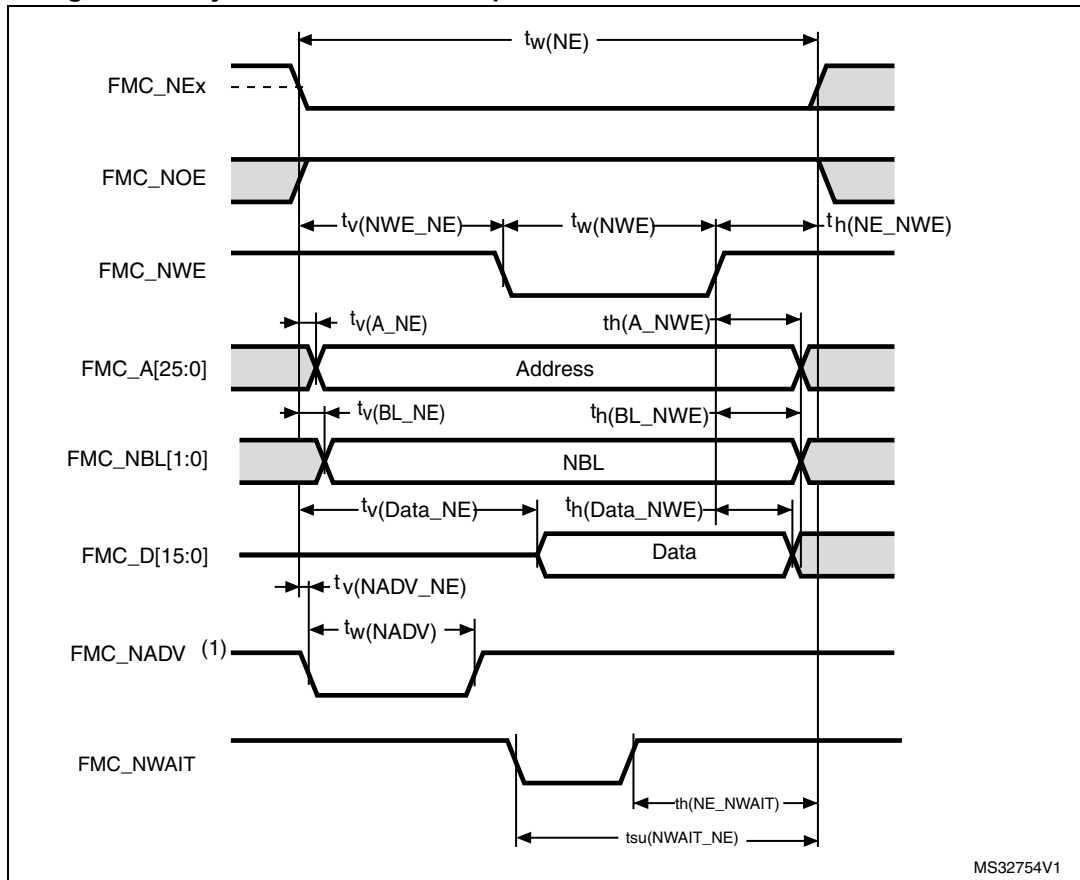 tw(NE)
FMC_NEx
FMC_NOE
tv(NWE_NE) tw(NWE) th(NE_NWE)
FMC_NWE
tv(A_NE) th(A_NWE)
FMC_A[25:0] Address
tv(BL_NE) th(BL_NWE)
FMC_NBL[1:0] NBL
tv(Data_NE) th(Data_NWE)
FMC_D[15:0] Data
tv(NADV_NE)
tw(NADV)
FMC_NADV (1)
FMC_NWAIT
th(NE_NWAIT)
tsu(NWAIT_NE)
MS32754V1